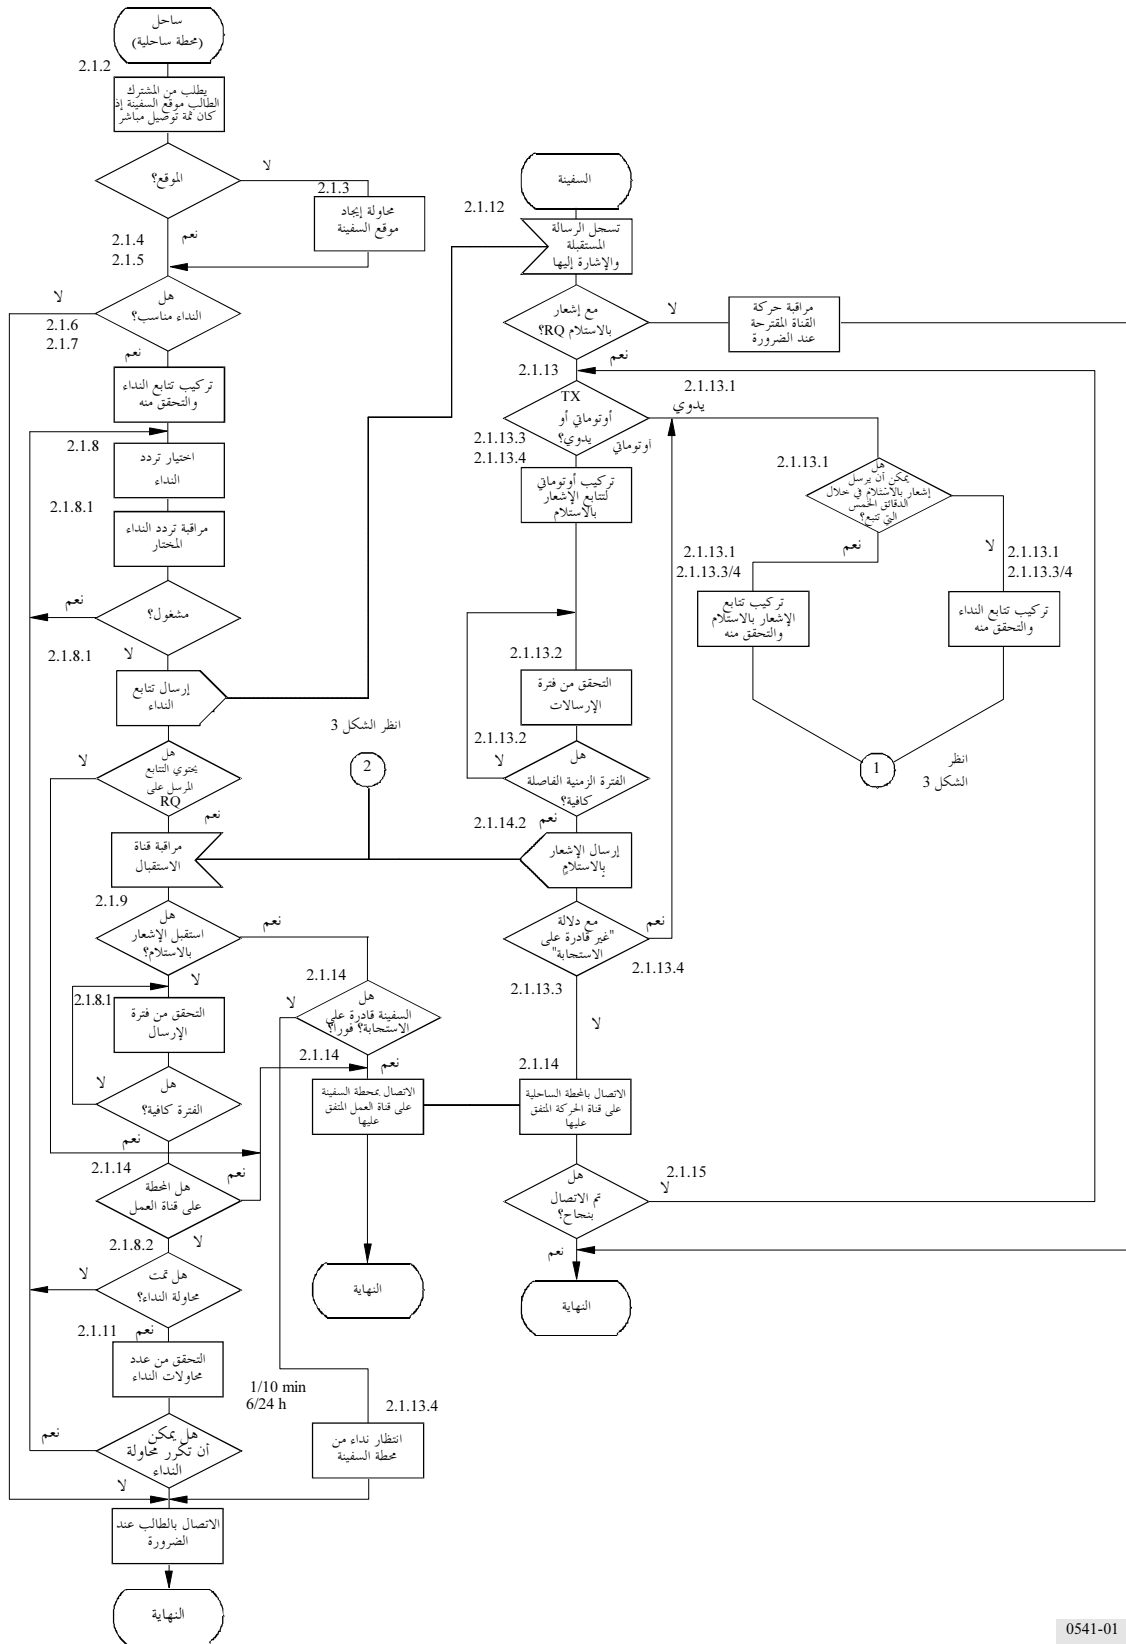 ساحل
(محطة ساحلية)
2.1.2
يطلب من المشترك
الطالب موقع السفينة إذ
كان ثمة توصيل مباشر
الموقع؟
لا
2.1.3
محاولة إيجاد
موقع السفينة
نعم
2.1.4
2.1.5
هل
النداء مناسب؟
لا
2.1.6
2.1.7
نعم
تركيب تتابع النداء
والتحقق منه
2.1.8
اختيار تردد
النداء
2.1.8.1
مراقبة تردد النداء
المختار
مشغول؟
نعم
2.1.8.1
لا
إرسال تتابع
النداء
هل
يحتوي التتابع
المرسل على
RQ
لا
نعم
مراقبة قناة
الاستقبال
2.1.9
هل
استقبل الإشعار
بالاستلام؟
نعم
لا
2.1.8.1
التحقق من فترة
الإرسال
هل
الفترة كافية؟
لا
نعم
2.1.14
هل المحطة
على قناة العمل
نعم
2.1.8.2
لا
هل تمت
محاولة النداء؟
لا
2.1.11
نعم
التحقق من عدد
محاولات النداء
هل يمكن
أن تكرر محاولة
النداء
نعم
لا
الاتصال بالطالب عند
الضرورة
النهاية
2.1.14
هل
السفينة قادرة على
الاستجابة؟ فورا؟
لا
2.1.14
نعم
الاتصال بمحطة السفينة
على قناة العمل المتفق
عليها
النهاية
1/10 min
6/24 h
2.1.13.4
انتظار نداء من
محطة السفينة
انظر الشكل 3
2
السفينة
2.1.12
تسجل الرسالة
المستقبلة
والإشارة إليها
مع إشعار
بالاستلام RQ؟
لا
مراقبة حركة
القناة المقترحة
عند الضرورة
نعم
2.1.13
TX
أوتوماتي أو
يدوي؟
2.1.13.1
يدوي
أوتوماتي
2.1.13.3
2.1.13.4
تركيب أوتوماتي
لتتابع الإشعار
بالاستلام
2.1.13.2
التحقق من فترة
الإرسالات
2.1.13.2
هل
الفترة الزمنية الفاصلة
كافية؟
لا
نعم
2.1.14.2
إرسال الإشعار
بالاستلام
مع دلالة
"غير قادرة على
الاستجابة"
نعم
2.1.13.4
2.1.13.3
لا
2.1.14
الاتصال بالمحطة الساحلية
على قناة الحركة المتفق
عليها
هل
تم الاتصال
بنجاح؟
2.1.15
لا
نعم
النهاية
2.1.13.1
هل
يمكن أن يرسل
إشعار بالاستلام في خلال
الدقائق الخمس
التي تتبع؟
نعم
لا
2.1.13.1
2.1.13.3/4
تركيب تتابع
الإشعار بالاستلام
والتحقق منه
2.1.13.1
2.1.13.3/4
تركيب تتابع النداء
والتحقق منه
1
انظر
الشكل 3
0541-01